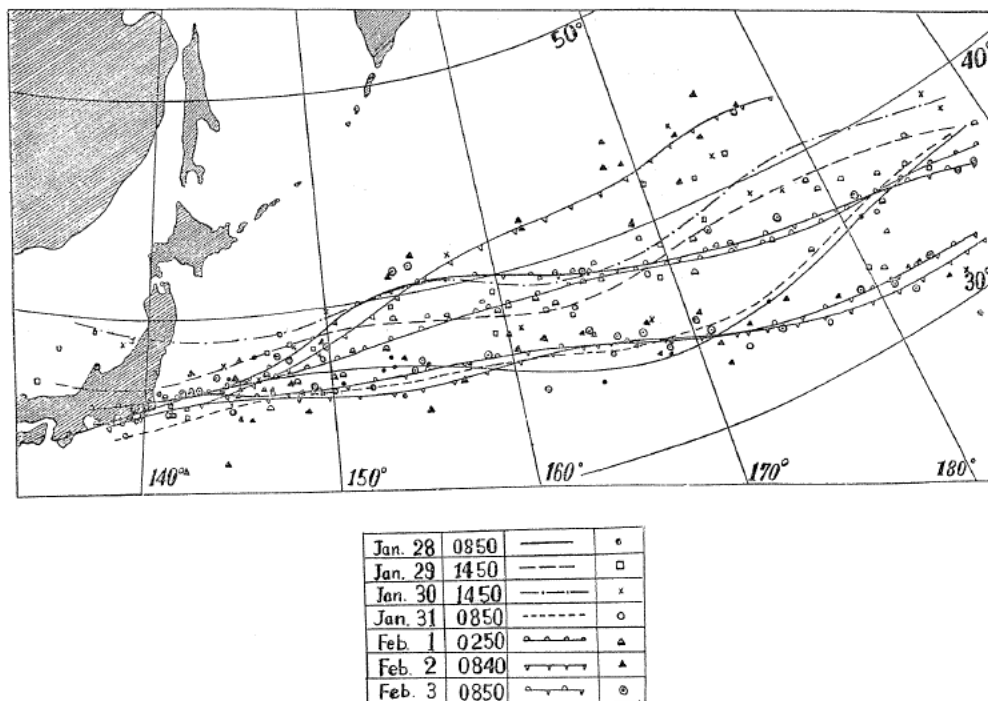 50°
40°
4
30°
140° 150° 160° 170° 180°
Jan. 28 0850
Jan. 29 1450
Jan. 30 1450
Jan. 31 0850
Feb. 1 0250
Feb. 2 0840
Feb. 3 0850